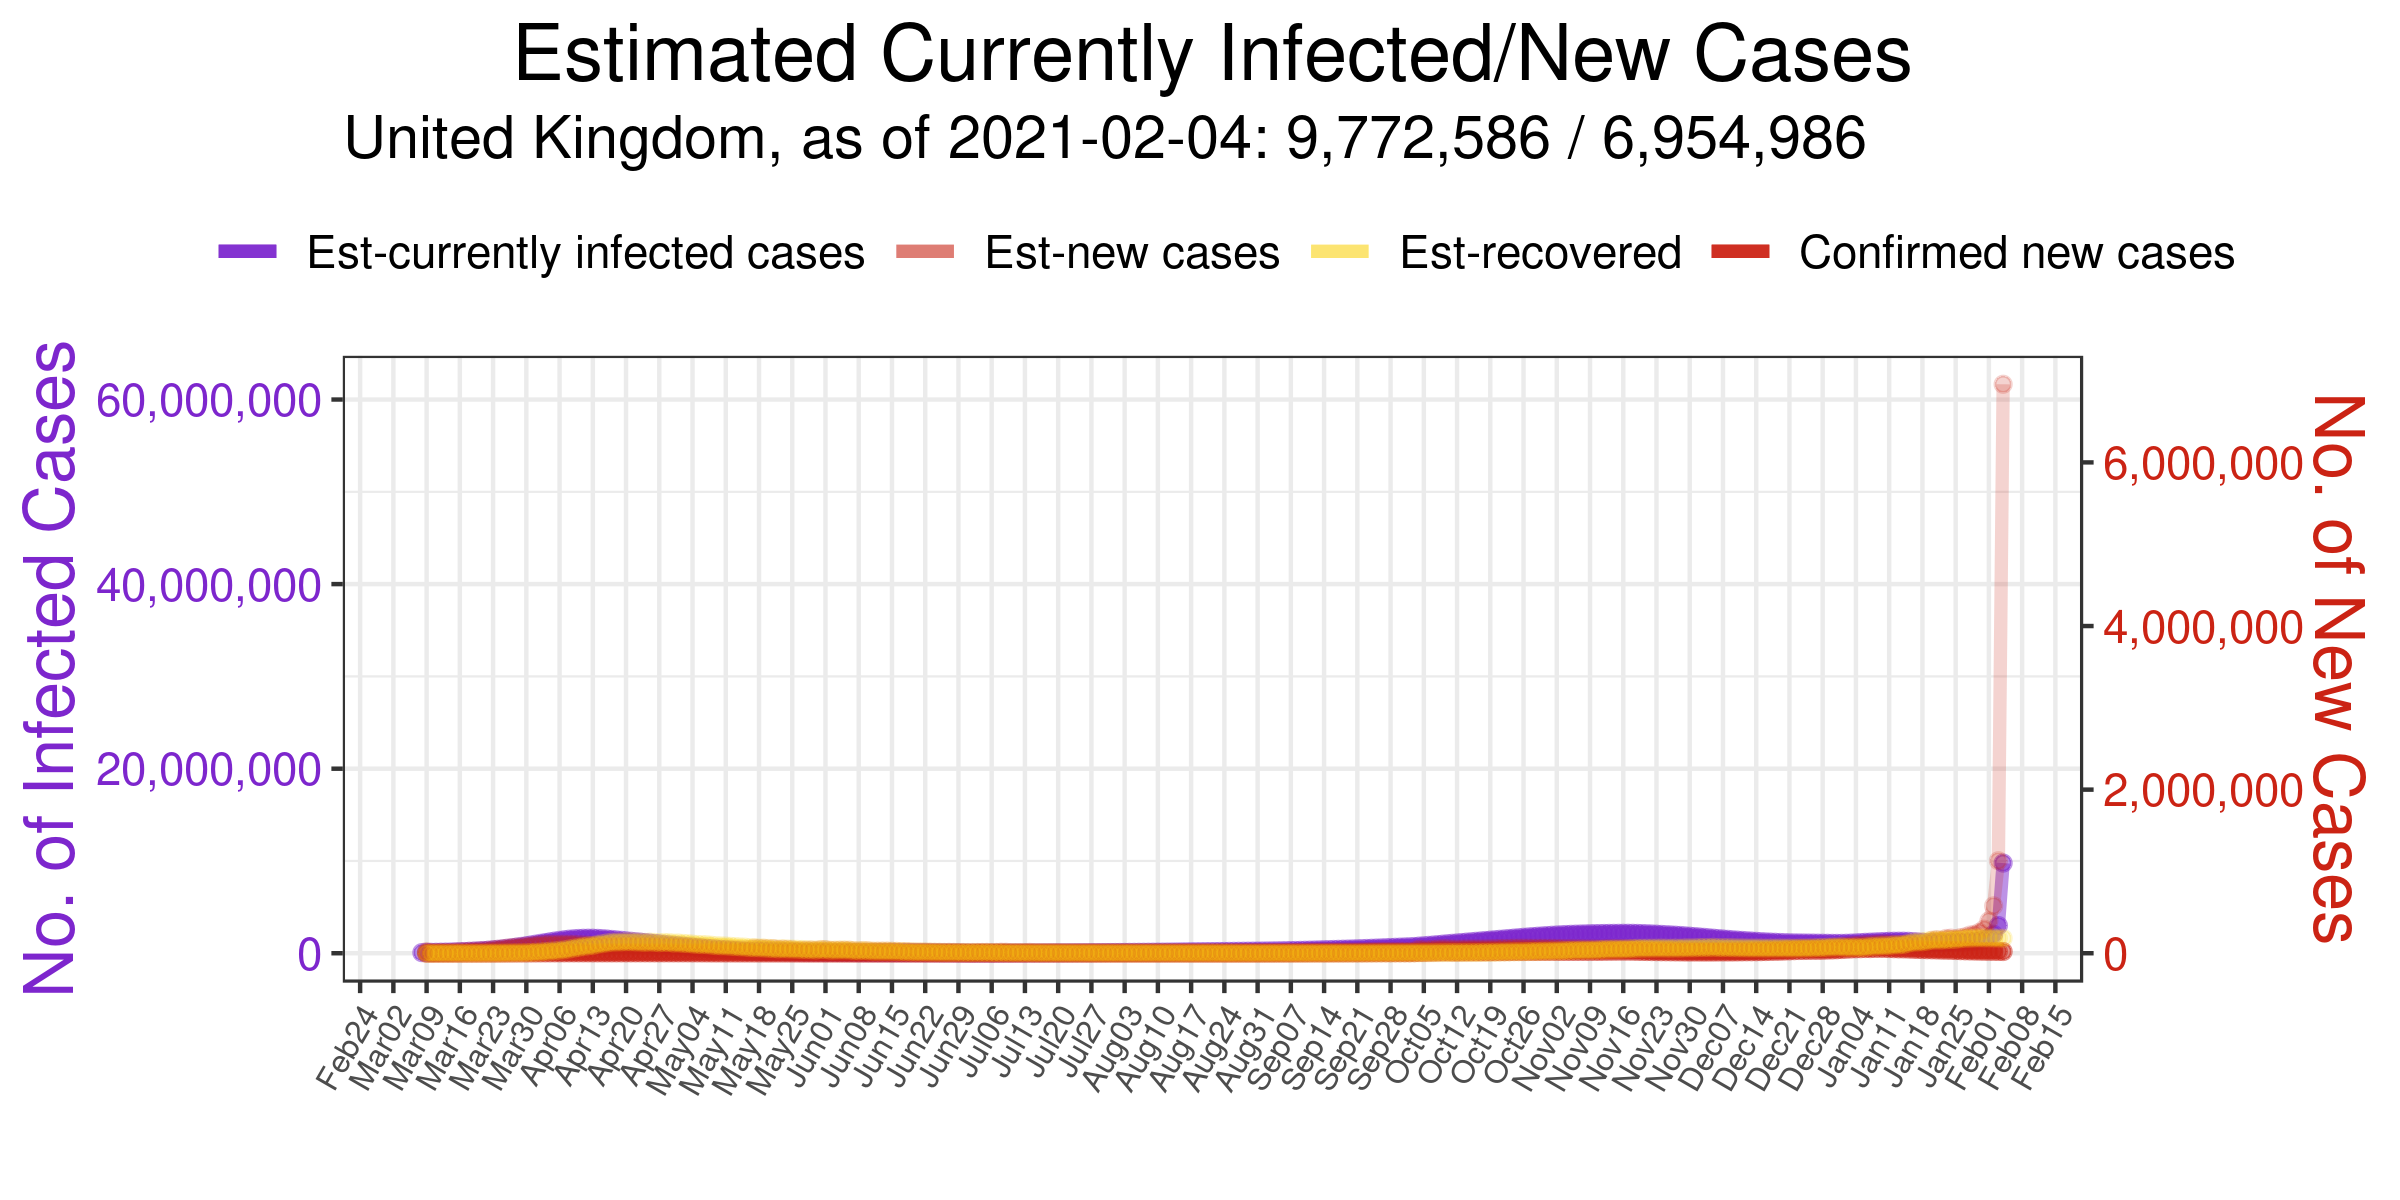 Estimated Currently Infected/New Cases
United Kingdom, as of 2021-02-04: 9,772,586 / 6,954,986
Est-currently infected cases Est-new cases Est-recovered Confirmed new cases
No. of Infected Cases
60,000,000
40,000,000
20,000,000
0
6,000,000
4,000,000
2,000,000
0
No. of New Cases
Feb24 Mar02 Mar09 Mar16 Mar23 Mar30 Apr06 Apr13 Apr20 Apr27 May04 May11 May18 May25 Jun01 Jun08 Jun15 Jun22 Jun29 Jul06 Jul13 Jul20 Jul27 Aug03 Aug10 Aug17 Aug24 Aug31 Sep07 Sep14 Sep21 Sep28 Oct05 Oct12 Oct19 Oct26 Nov02 Nov09 Nov16 Nov23 Nov30 Dec07 Dec14 Dec21 Dec28 Jan04 Jan11 Jan18 Jan25 Feb01 Feb08 Feb15